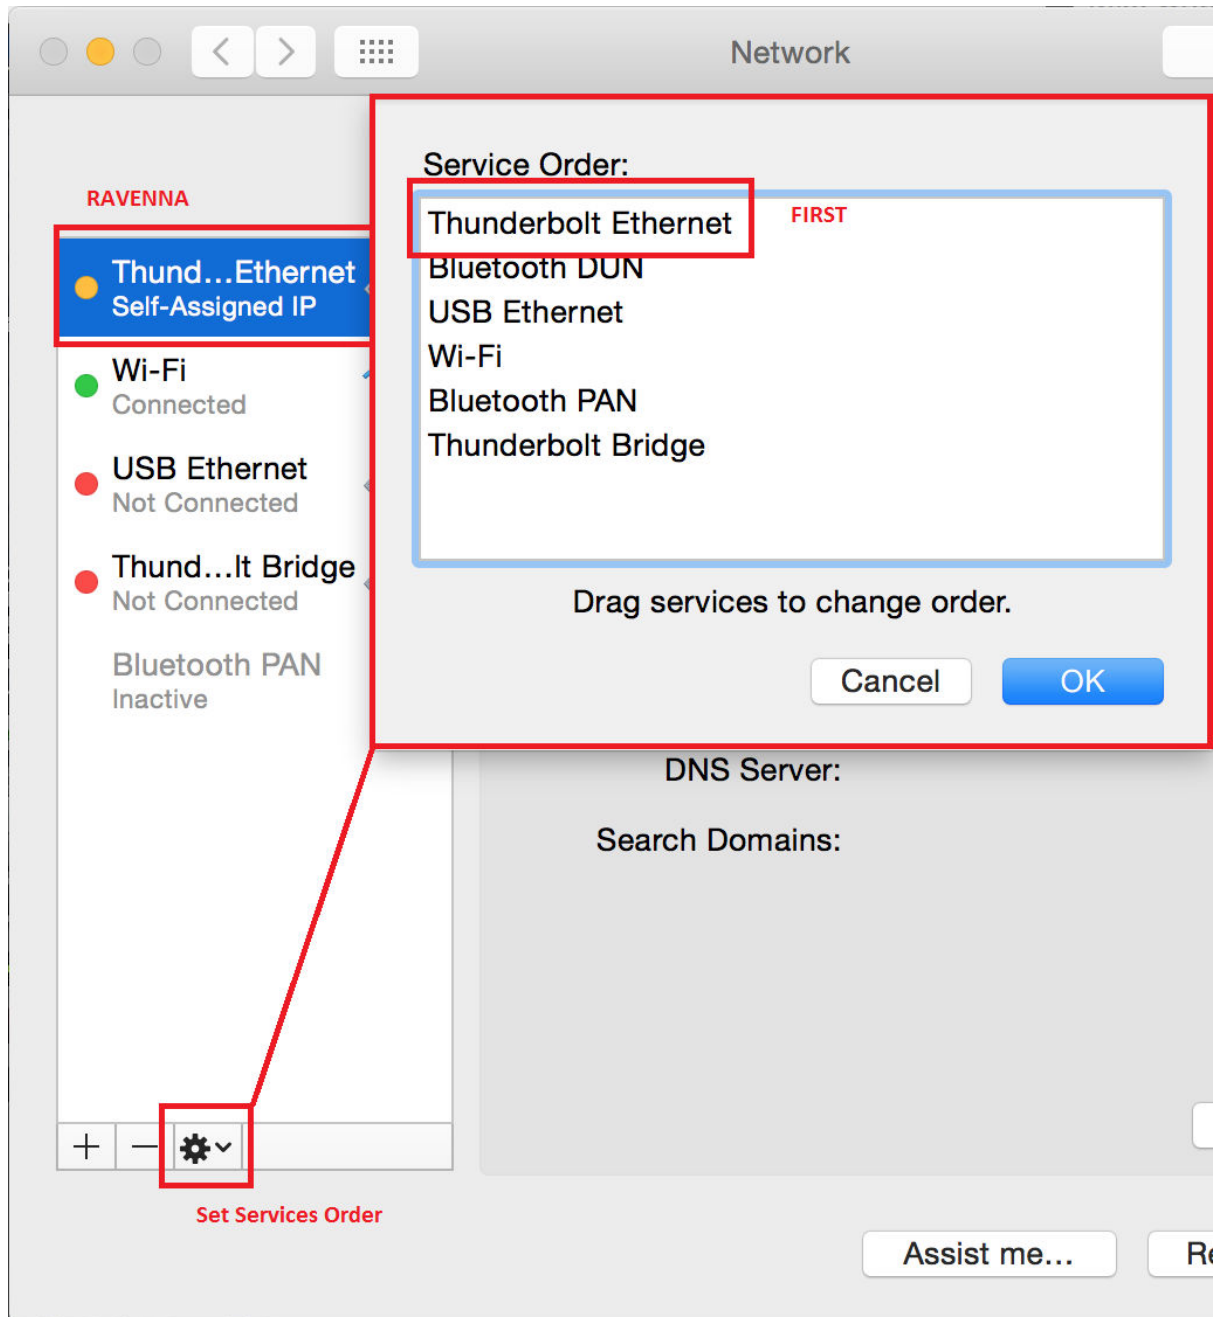 Network
RAVENNA
Thund...Ethernet
Self-Assigned IP
Wi-Fi
Connected
USB Ethernet
Not Connected
Thund...lt Bridge
Not Connected
Bluetooth PAN
Inactive
Set Services Order
Service Order:
Thunderbolt Ethernet
FIRST
Bluetooth DUN
USB Ethernet
Wi-Fi
Bluetooth PAN
Thunderbolt Bridge
Drag services to change order.
Cancel
OK
DNS Server:
Search Domains:
Assist me...